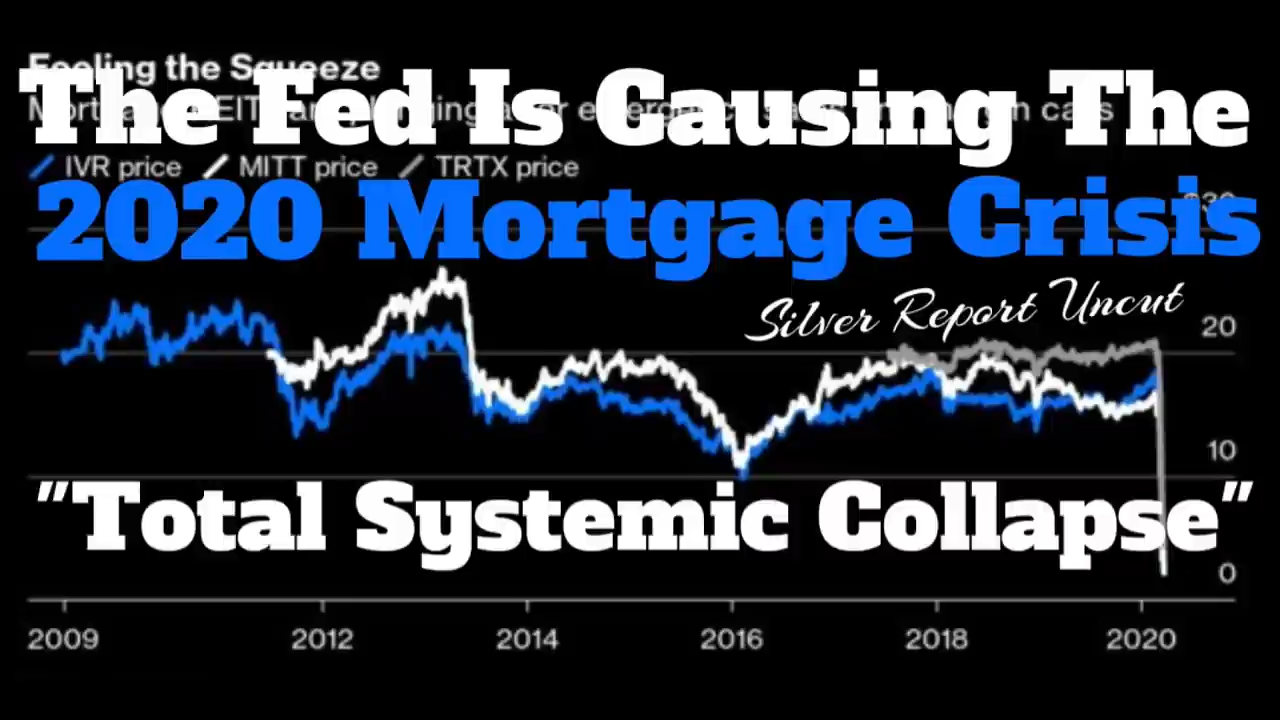 Feeling the Squeeze
The Fed Is Causing The
IVR price MITT price TRTX price
2020 Mortgage Crisis
$30
Silver Report Uncut
20
10
"Total Systemic Collapse"
0
2009 2012 2014 2016 2018 2020